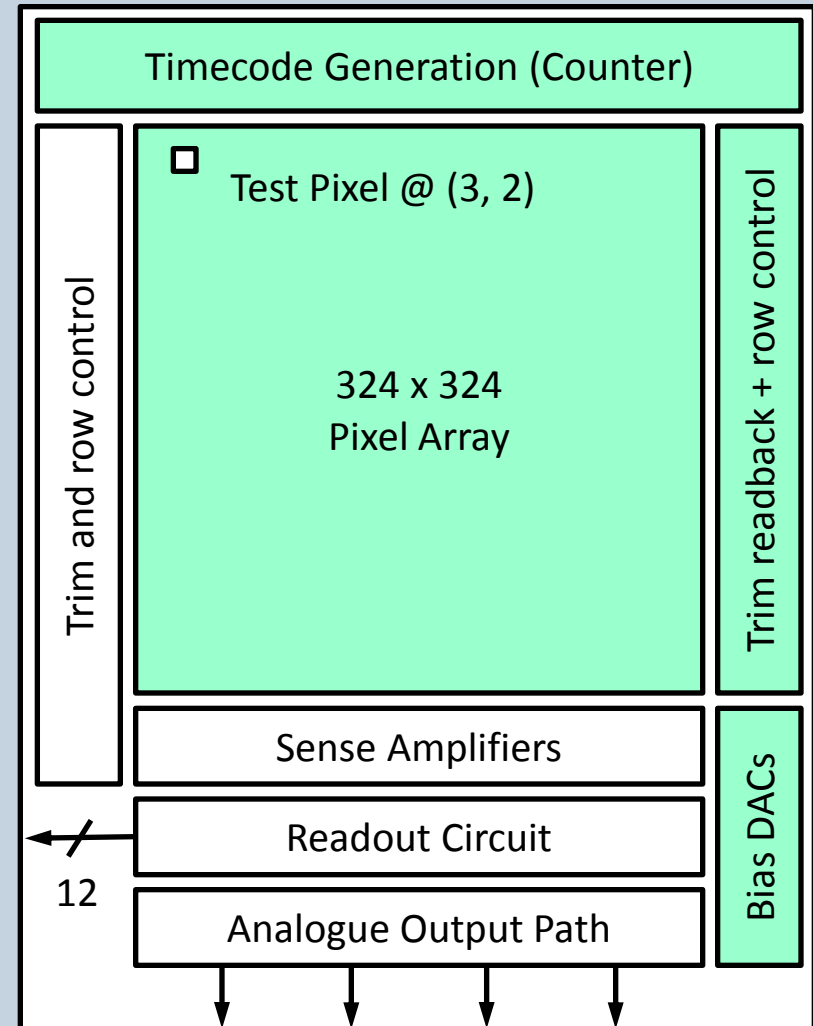 Timecode Generation (Counter)
Test Pixel @ (3, 2)
324 x 324
Pixel Array
Trim and row control
Trim readback + row control
Sense Amplifiers
Readout Circuit
12
Analogue Output Path
Bias DACs